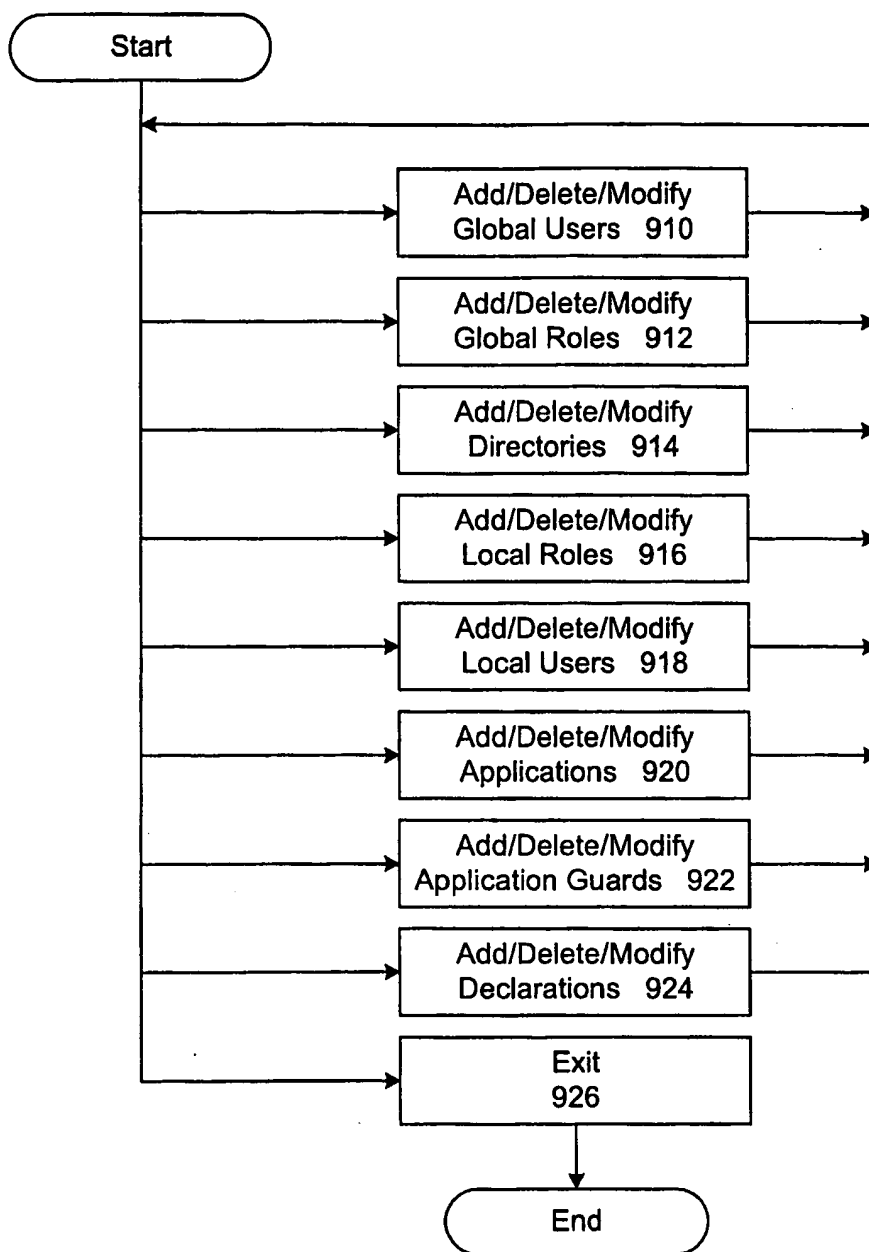 Start
Add/Delete/Modify
Global Users 910
Add/Delete/Modify
Global Roles 912
Add/Delete/Modify
Directories 914
Add/Delete/Modify
Local Roles 916
Add/Delete/Modify
Local Users 918
Add/Delete/Modify
Applications 920
Add/Delete/Modify
Application Guards 922
Add/Delete/Modify
Declarations 924
Exit
926
End